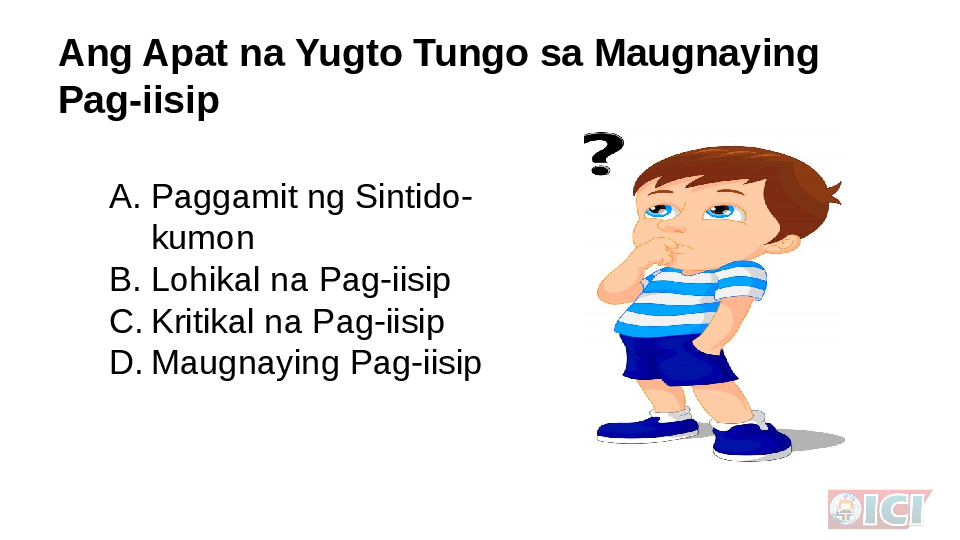 Ang Apat na Yugto Tungo sa Maugnaying
Pag-iisip
?
A. Paggamit ng Sintido-
kumon
B. Lohikal na Pag-iisip
C. Kritikal na Pag-iisip
D. Maugnaying Pag-iisip
ICI